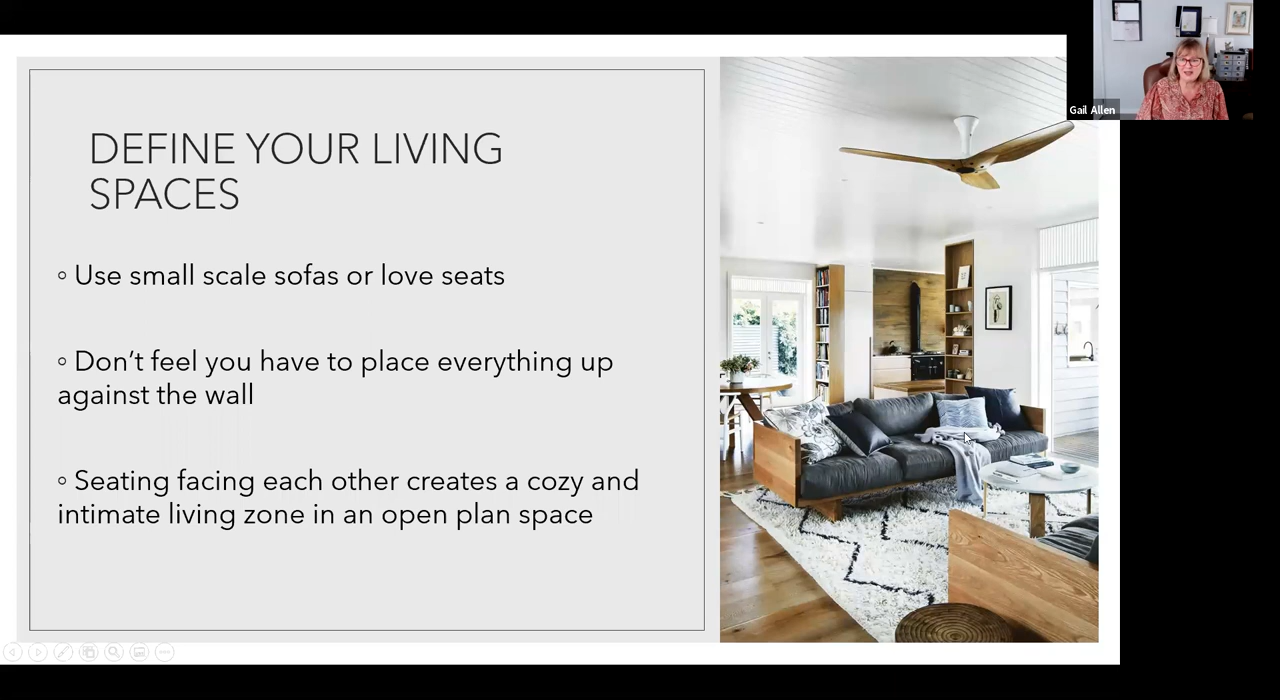 Gail Allen
DEFINE YOUR LIVING
SPACES
◦ Use small scale sofas or love seats
◦ Don’t feel you have to place everything up
against the wall
◦ Seating facing each other creates a cozy and
intimate living zone in an open plan space